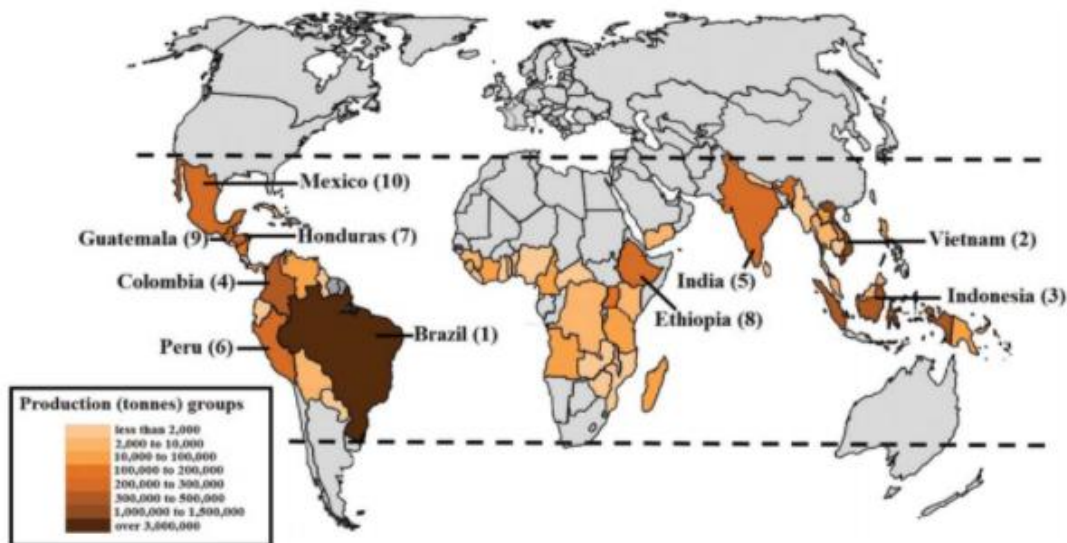 Mexico (10)
Guatemala (9)
Honduras (7)
Colombia (4)
Vietnam (2)
India (5)
Indonesia (3)
Ethiopia (8)
Peru (6)
Brazil (1)
Production (tonnes) groups
less than 2,000
2,000 to 10,000
10,000 to 100,000
100,000 to 200,000
200,000 to 300,000
300,000 to 500,000
1,000,000 to 1,500,000
over 3,000,000